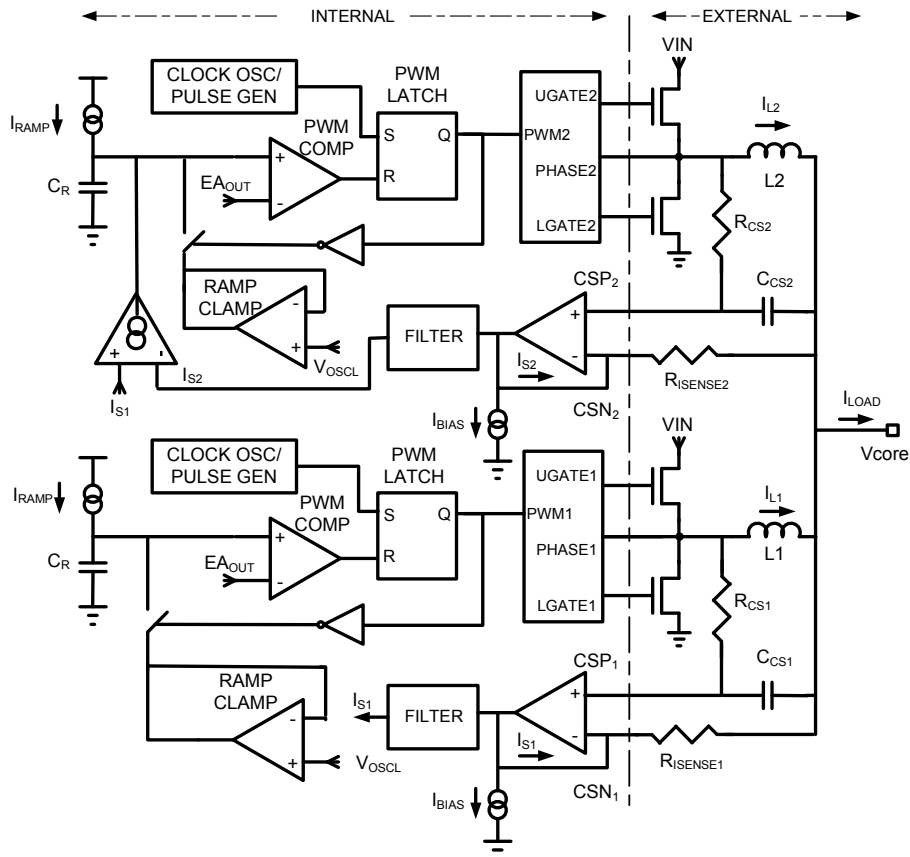 INTERNAL
EXTERNAL
VIN
CLOCK OSC/
PULSE GEN
PWM
LATCH
I_RAMP
UGATE2
I_L2
S
Q
PWM
COMP
PWM2
+
PHASE2
R
L2
C_R
EA_OUT
-
LGATE2
R_CS2
RAMP
CLAMP
CSP_2
C_CS2
-
FILTER
+
+
V_OSCL
-
+
-
I_S2
I_S2
R_ISENSE2
I_S1
I_LOAD
I_BIAS
CSN_2
VIN
Vcore
CLOCK OSC/
PULSE GEN
PWM
LATCH
I_RAMP
UGATE1
I_L1
S
Q
PWM
COMP
PWM1
+
PHASE1
R
L1
C_R
EA_OUT
-
LGATE1
R_CS1
RAMP
CLAMP
CSP_1
C_CS1
I_S1
FILTER
+
-
I_S1
-
+
V_OSCL
R_ISENSE1
I_BIAS
CSN_1